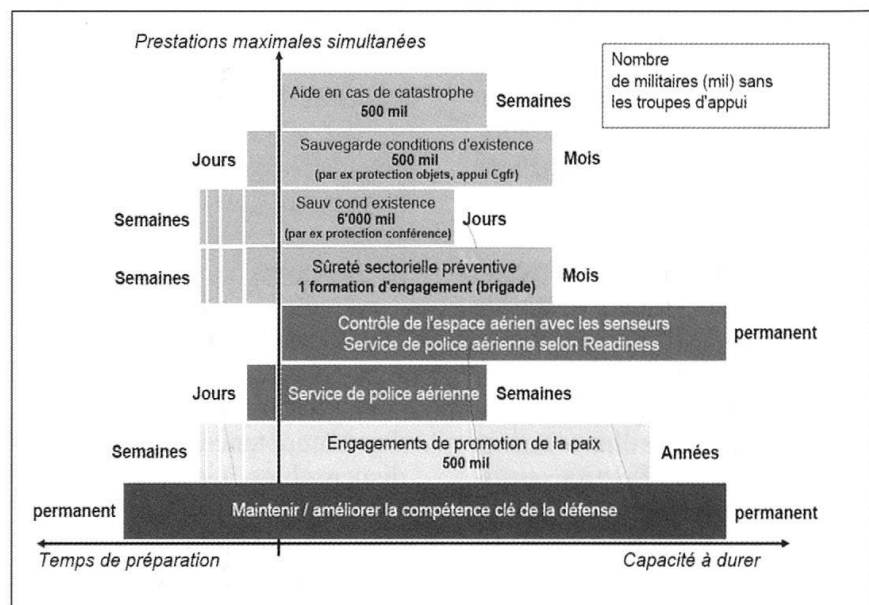 Prestations maximales simultanées
Nombre
de militaires (mil) sans
les troupes d'appui
Aide en cas de catastrophe
500 mil
Semaines
Jours
Sauvegarde conditions d'existence
500 mil
(par ex protection objets, appui Cgfr)
Mois
Semaines
Sauv cond existence
6'000 mil
(par ex protection conférence)
Jours
Semaines
Sûreté sectorielle préventive
1 formation d'engagement (brigade)
Mois
Contrôle de l'espace aérien avec les senseurs
Service de police aérienne selon Readiness
permanent
Jours
Service de police aérienne
Semaines
Semaines
Engagements de promotion de la paix
500 mil
Années
permanent
Maintenir / améliorer la compétence clé de la défense
permanent
Temps de préparation
Capacité à durer